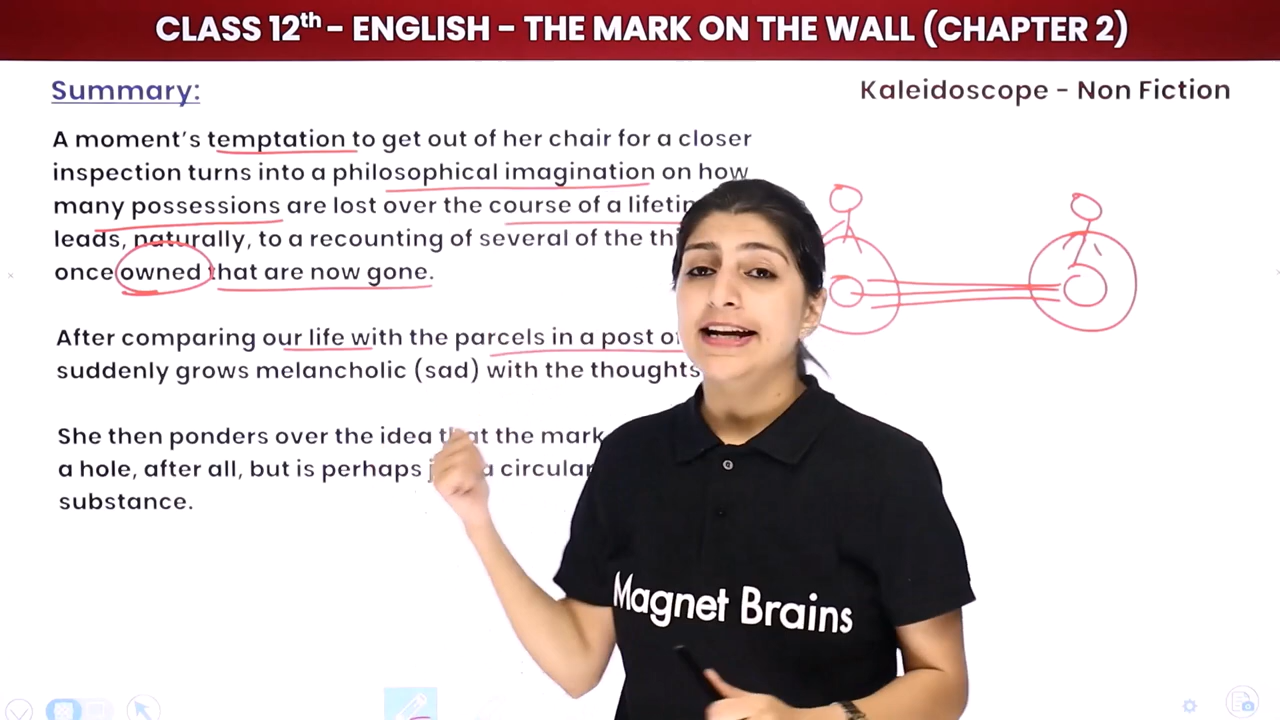 CLASS 12th - ENGLISH - THE MARK ON THE WALL (CHAPTER 2)
Summary:
Kaleidoscope - Non Fiction
A moment's temptation to get out of her chair for a closer
inspection turns into a philosophical imagination on how
many possessions are lost over the course of a
leads, naturally, to a recounting of several of the
once owned that are now gone.
After comparing our life with the parcels in a post
suddenly grows melancholic (sad) with the thoughts
She then ponders over the idea that the mark
a hole, after all, but is perhaps a circular
substance.
Magnet Brains